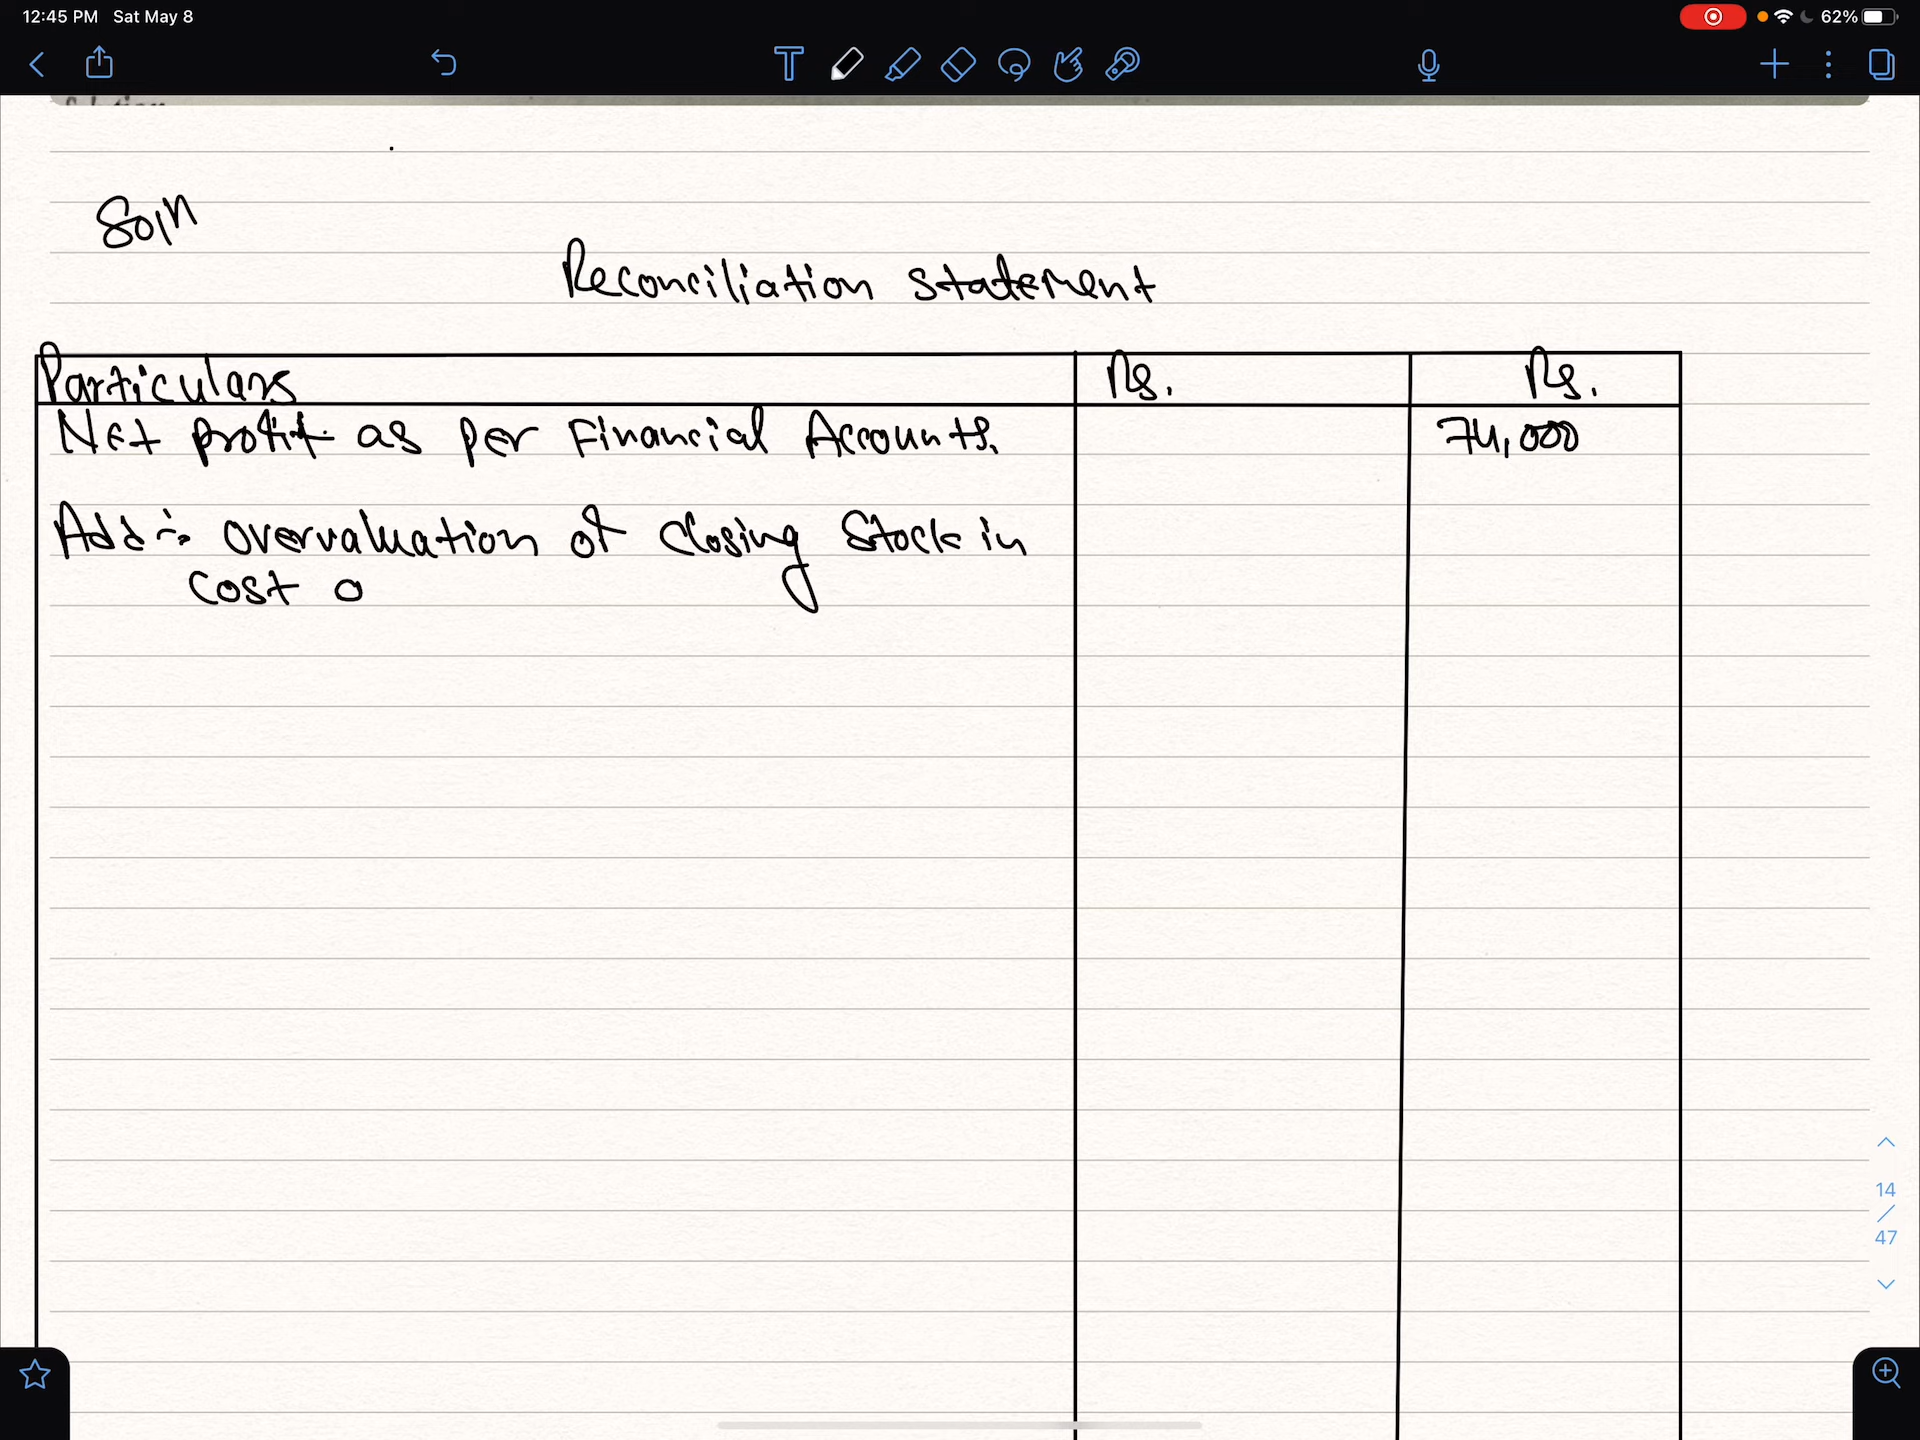 12:45 PM Sat May 8
62%
Soln
Reconciliation statement
Particulars Rs. Rs.
Net profit as per Financial Accounts. 74,000
Add:- overvaluation of closing Stock in
cost o
14
/
47